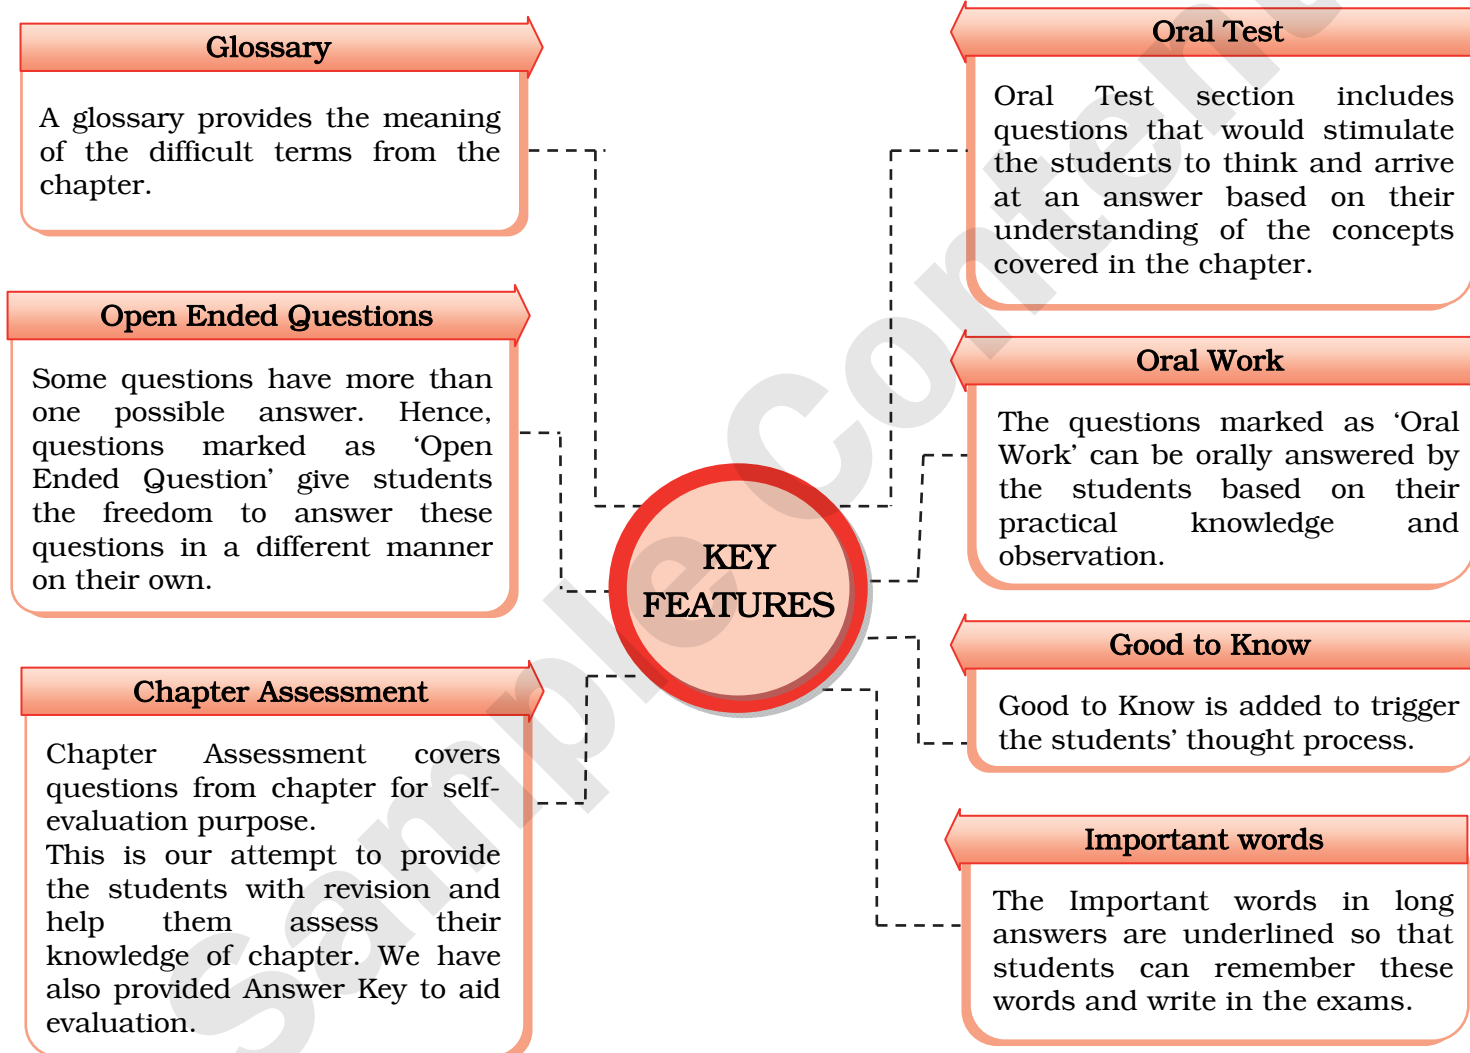 Glossary
A glossary provides the meaning
of the difficult terms from the
chapter.
Open Ended Questions
Some questions have more than
one possible answer. Hence,
questions marked as ‘Open
Ended Question’ give students
the freedom to answer these
questions in a different manner
on their own.
Chapter Assessment
Chapter Assessment covers
questions from chapter for self-
evaluation purpose.
This is our attempt to provide
the students with revision and
help them assess their
knowledge of chapter. We have
also provided Answer Key to aid
evaluation.
KEY
FEATURES
Oral Test
Oral Test section includes
questions that would stimulate
the students to think and arrive
at an answer based on their
understanding of the concepts
covered in the chapter.
Oral Work
The questions marked as ‘Oral
Work’ can be orally answered by
the students based on their
practical knowledge and
observation.
Good to Know
Good to Know is added to trigger
the students’ thought process.
Important words
The Important words in long
answers are underlined so that
students can remember these
words and write in the exams.
Sample Content